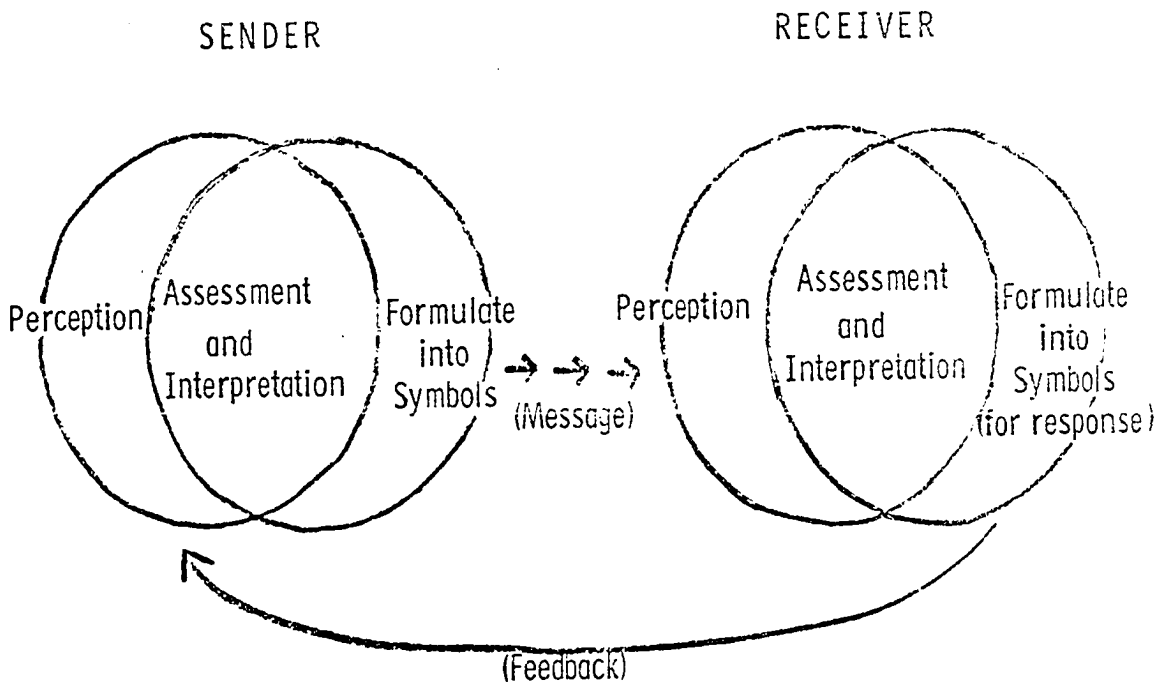 SENDER
RECEIVER
Perception
Assessment
and
Interpretation
Formulate
into
Symbols
(Message)
Perception
Assessment
and
Interpretation
Formulate
into
Symbols
(for response)
(Feedback)